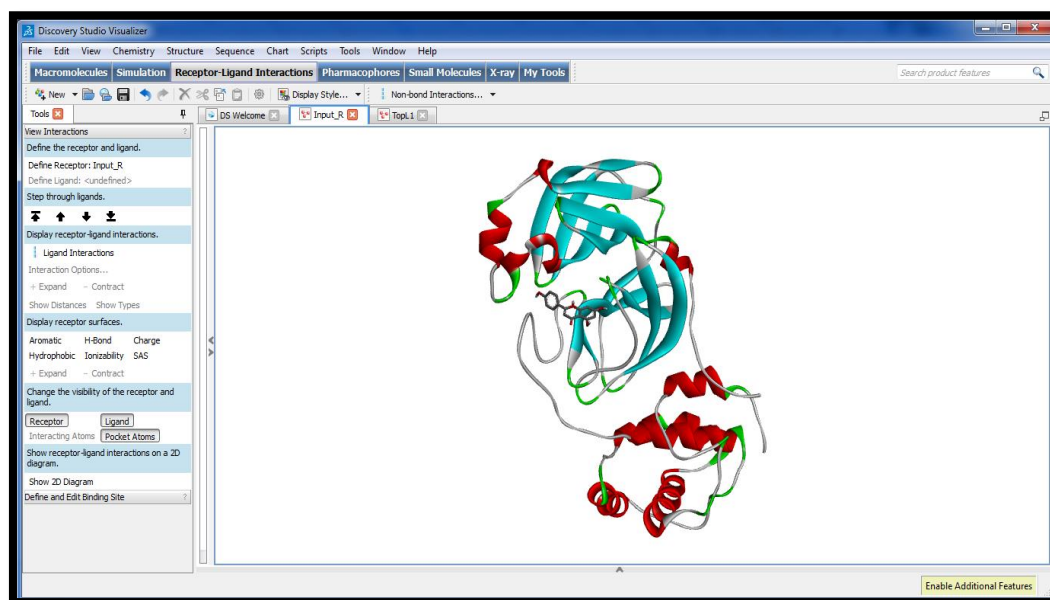 Discovery Studio Visualizer
File Edit View Chemistry Structure Sequence Chart Scripts Tools Window Help
Macromolecules Simulation Receptor-Ligand Interactions Pharmacophores Small Molecules X-ray My Tools Search product features
New Display Style... Non-bond Interactions...
Tools DS Welcome Input_R TopL1
View Interactions ?
Define the receptor and ligand.
Define Receptor: Input_R
Define Ligand: <undefined>
Step through ligands.
Display receptor-ligand interactions.
Ligand Interactions
Interaction Options...
+ Expand - Contract
Show Distances Show Types
Display receptor surfaces.
Aromatic H-Bond Charge
Hydrophobic Ionizability SAS
+ Expand - Contract
Change the visibility of the receptor and
ligand.
Receptor Ligand
Interacting Atoms Pocket Atoms
Show receptor-ligand interactions on a 2D
diagram.
Show 2D Diagram
Define and Edit Binding Site ?
Enable Additional Features